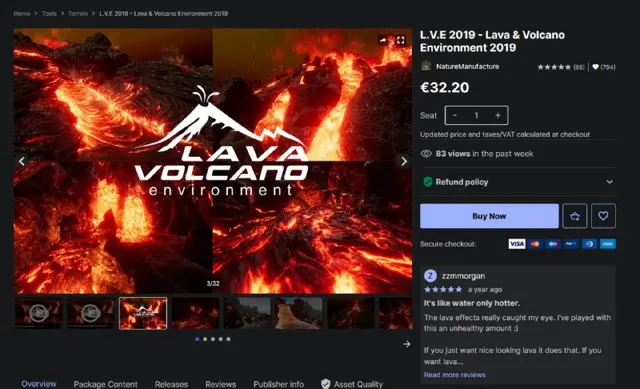 Home > Tools > Terrain > L.V.E 2019 - Lava & Volcano Environment 2019
L.V.E 2019 - Lava & Volcano
Environment 2019
NatureManufacture
(86)
(794)
€32.20
Seat
- 1 +
Updated price and taxes/VAT calculated at checkout
83 views in the past week
Refund policy
Buy Now
Secure checkout:
VISA
LAVA
VOLCANO
environment
3/32
Z
zzmmorgan
a year ago
It's like water only hotter.
The lava effects really caught my eye. I've played with
this an unhealthy amount :)
If you just want nice looking lava it does that. If you
want lava...
Read more reviews
Overview
Package Content
Releases
Reviews
Publisher info
Asset Quality